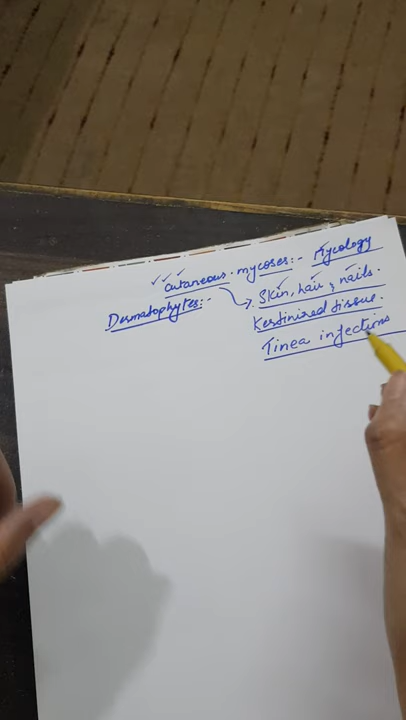 Mycology
Cutaneous mycoses:-
Dermatophytes:-
Skin, hair, nails.
Keratinized tissue.
Tinea infections